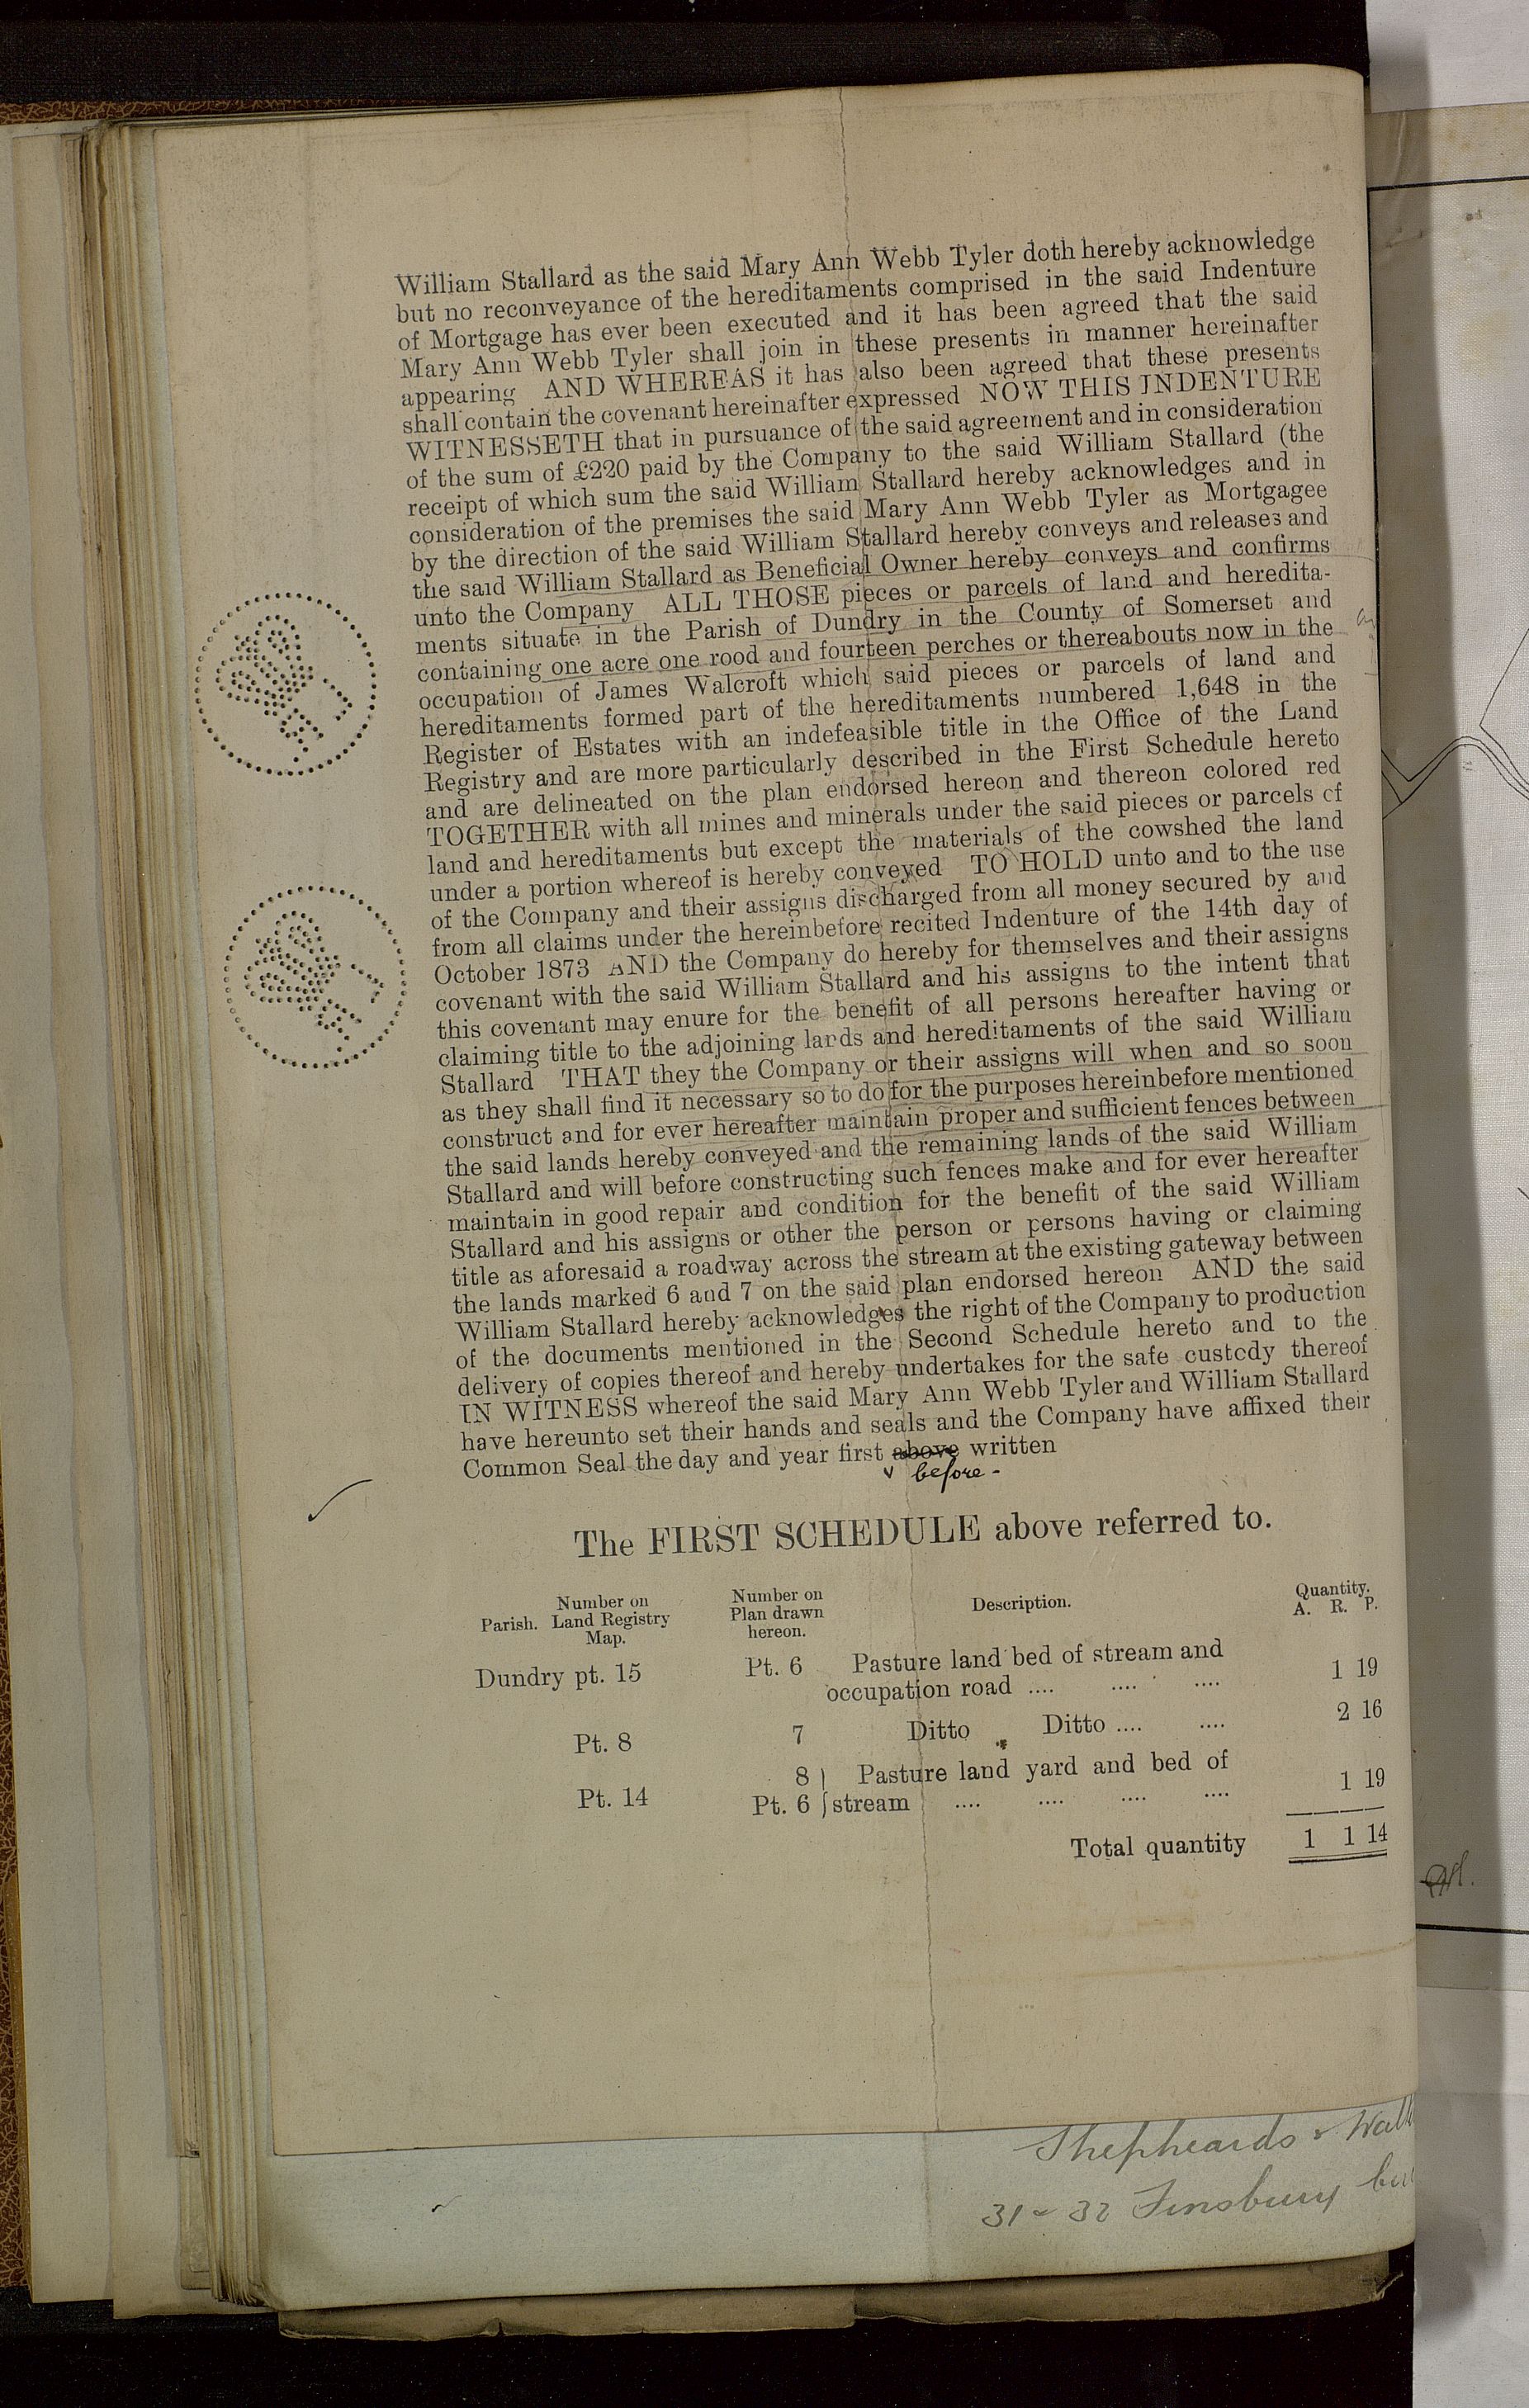 William Stallard as the said Mary Ann Webb Tyler doth hereby acknowledge
but no reconveyance of the hereditaments comprised in the said Indenture
of Mortgage has ever been executed and it has been agreed that the said
Mary Ann Webb Tyler shall join in these presents in manner hereinafter
appearing AND WHEREAS it has also been agreed that these presents
shall contain the covenant hereinafter expressed NOW THIS INDENTURE
WITNESSETH that in pursuance of the said agreement and in consideration
of the sum of £220 paid by the Company to the said William Stallard (the
receipt of which sum the said William Stallard hereby acknowledges and in
consideration of the premises the said Mary Ann Webb Tyler as Mortgagee
by the direction of the said William Stallard hereby conveys and releases and
the said William Stallard as Beneficial Owner hereby conveys and confirms
unto the Company ALL THOSE pieces or parcels of land and heredita-
ments situate in the Parish of Dundry in the County of Somerset and
containing one acre one rood and fourteen perches or thereabouts now in the
occupation of James Walcroft which said pieces or parcels of land and
hereditaments formed part of the hereditaments numbered 1,648 in the
Register of Estates with an indefeasible title in the Office of the Land
Registry and are more particularly described in the First Schedule hereto
and are delineated on the plan endorsed hereon and thereon colored red
TOGETHER with all mines and minerals under the said pieces or parcels of
land and hereditaments but except the materials of the cowshed the land
under a portion whereof is hereby conveyed TO HOLD unto and to the use
of the Company and their assigns discharged from all money secured by and
from all claims under the hereinbefore recited Indenture of the 14th day of
October 1873 AND the Company do hereby for themselves and their assigns
covenant with the said William Stallard and his assigns to the intent that
this covenant may enure for the benefit of all persons hereafter having or
claiming title to the adjoining lands and hereditaments of the said William
Stallard THAT they the Company or their assigns will when and so soon
as they shall find it necessary so to do for the purposes hereinbefore mentioned
construct and for ever hereafter maintain proper and sufficient fences between
the said lands hereby conveyed and the remaining lands of the said William
Stallard and will before constructing such fences make and for ever hereafter
maintain in good repair and condition for the benefit of the said William
Stallard and his assigns or other the person or persons having or claiming
title as aforesaid a roadway across the stream at the existing gateway between
the lands marked 6 and 7 on the said plan endorsed hereon AND the said
William Stallard hereby acknowledges the right of the Company to production
of the documents mentioned in the Second Schedule hereto and to the
delivery of copies thereof and hereby undertakes for the safe custody thereof
IN WITNESS whereof the said Mary Ann Webb Tyler and William Stallard
have hereunto set their hands and seals and the Company have affixed their
Common Seal the day and year first above written
before -
The FIRST SCHEDULE above referred to.
Parish. Number on Land Registry Map. Number on Plan drawn hereon. Description. Quantity. A. R. P.
Dundry pt. 15 Pt. 6 Pasture land bed of stream and
occupation road .... .... .... 1 19
Pt. 8 7 Ditto Ditto .... .... 2 16
8 } Pasture land yard and bed of
Pt. 14 Pt. 6 } stream .... .... .... .... 1 19
Total quantity 1 1 14
Shepheards & Walt
31 - 32 Finsbury